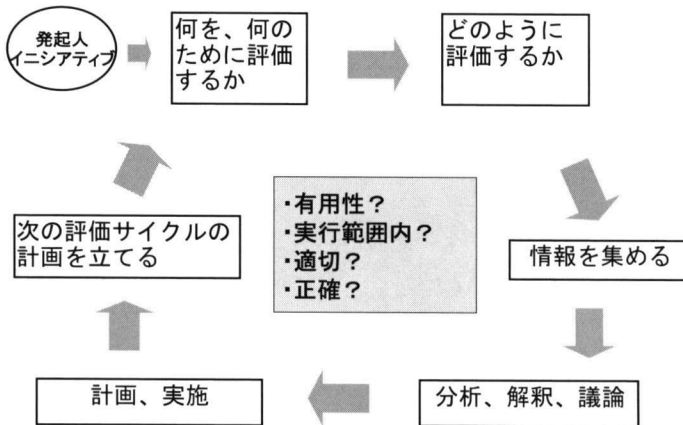 発起人
イニシアティブ
何を、何の
ために評価
するか
どのように
評価するか
・有用性？
・実行範囲内？
・適切？
・正確？
次の評価サイクルの
計画を立てる
情報を集める
計画、実施
分析、解釈、議論